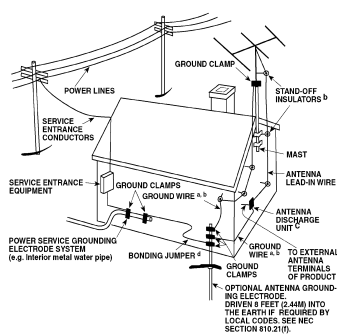 GROUND CLAMP
POWER LINES
STAND-OFF
INSULATORS b
SERVICE
ENTRANCE
CONDUCTORS
MAST
ANTENNA
LEAD-IN WIRE
SERVICE ENTRANCE
EQUIPMENT
GROUND CLAMPS
GROUND WIRE a, b
ANTENNA
DISCHARGE
UNIT C
POWER SERVICE GROUNDING
ELECTRODE SYSTEM
(e.g. Interior metal water pipe)
BONDING JUMPER d
GROUND
WIRE a, b
TO EXTERNAL
ANTENNA
TERMINALS
OF PRODUCT
GROUND
CLAMPS
OPTIONAL ANTENNA GROUND-
ING ELECTRODE.
DRIVEN 8 FEET (2.44M) INTO
THE EARTH IF REQUIRED BY
LOCAL CODES. SEE NEC
SECTION 810.21(f).